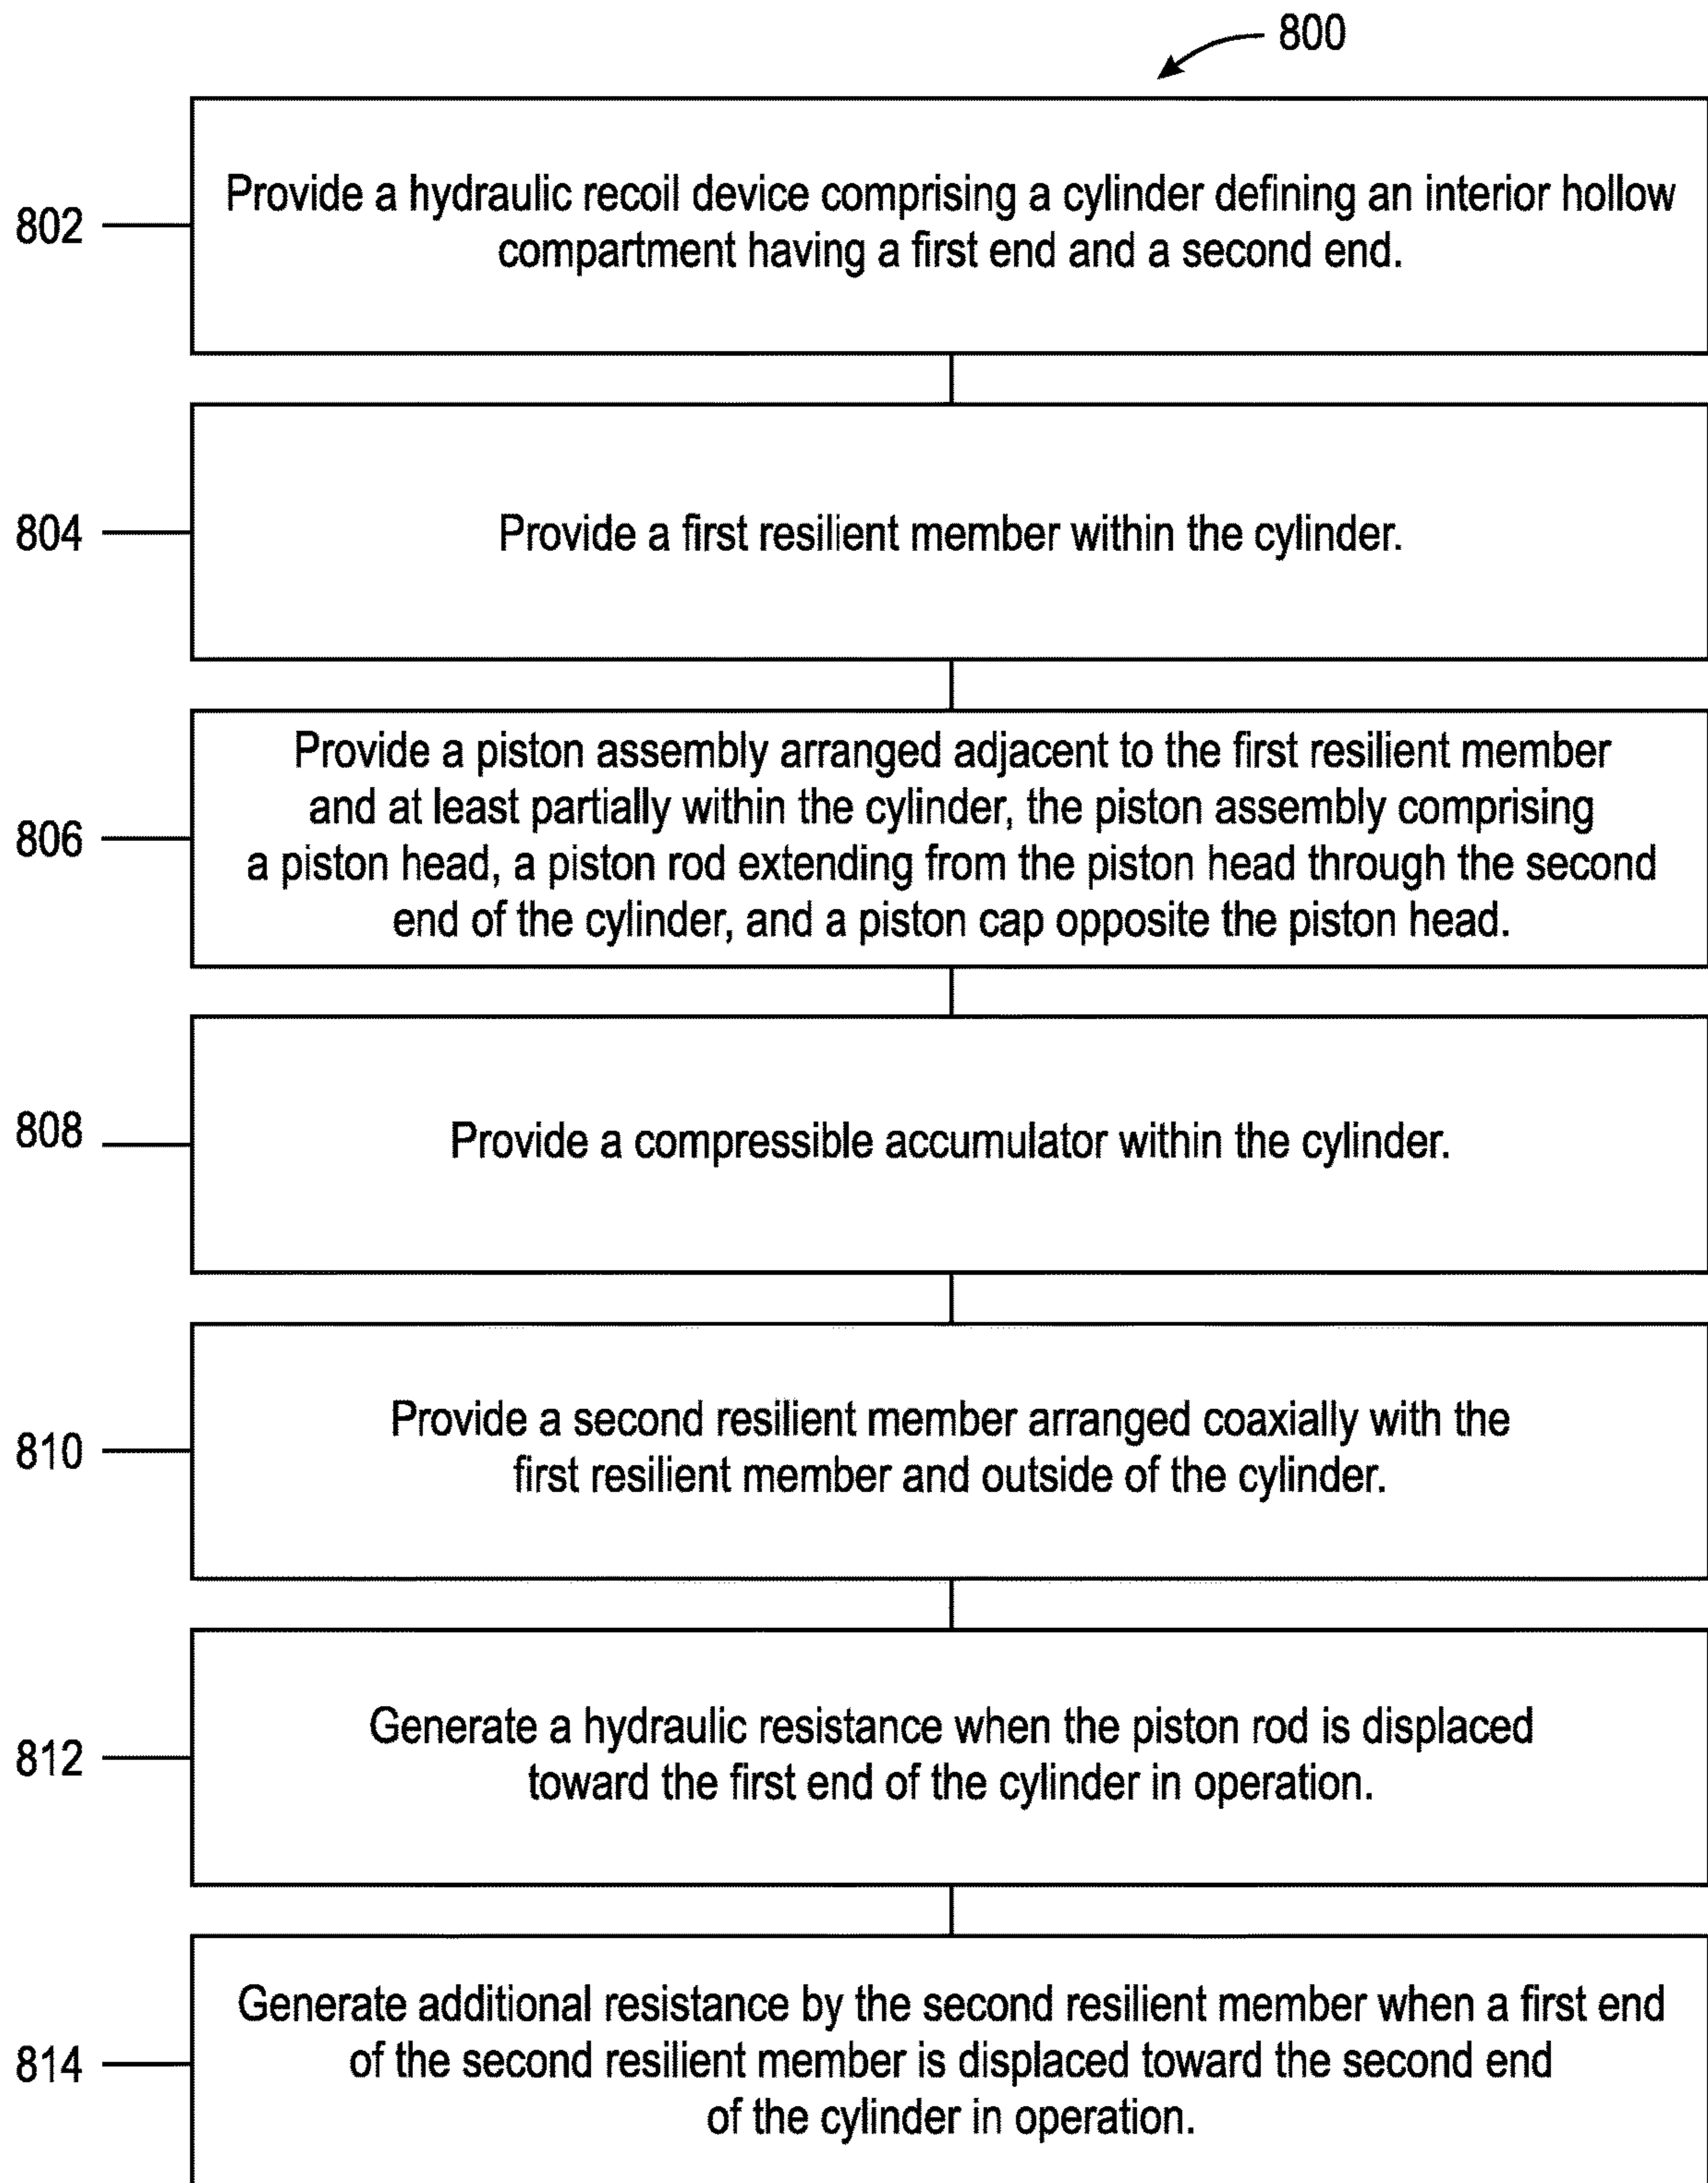 800
802
Provide a hydraulic recoil device comprising a cylinder defining an interior hollow
compartment having a first end and a second end.
804
Provide a first resilient member within the cylinder.
806
Provide a piston assembly arranged adjacent to the first resilient member
and at least partially within the cylinder, the piston assembly comprising
a piston head, a piston rod extending from the piston head through the second
end of the cylinder, and a piston cap opposite the piston head.
808
Provide a compressible accumulator within the cylinder.
810
Provide a second resilient member arranged coaxially with the
first resilient member and outside of the cylinder.
812
Generate a hydraulic resistance when the piston rod is displaced
toward the first end of the cylinder in operation.
814
Generate additional resistance by the second resilient member when a first end
of the second resilient member is displaced toward the second end
of the cylinder in operation.